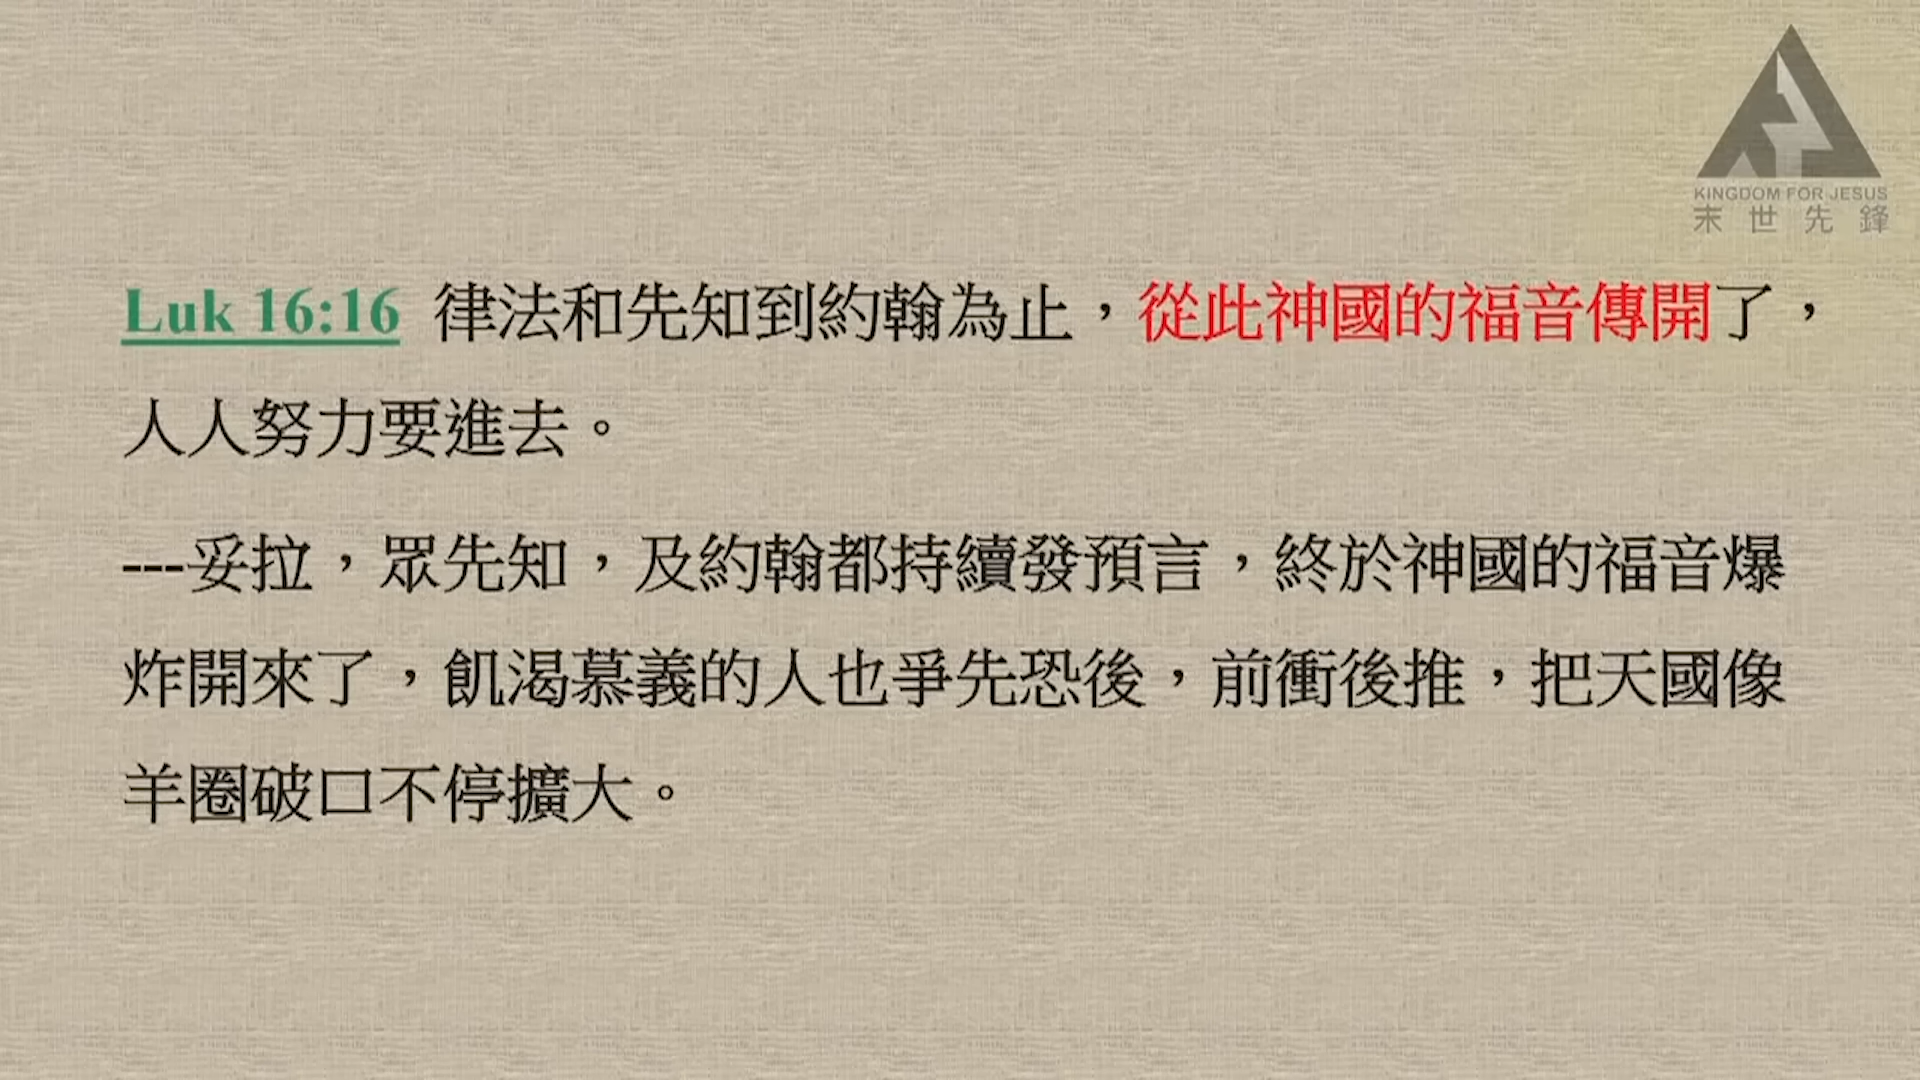 KINGDOM FOR JESUS
末世先鋒
Luk 16:16 律法和先知到約翰為止，從此神國的福音傳開了，
人人努力要進去。
---妥拉，眾先知，及約翰都持續發預言，終於神國的福音爆
炸開來了，飢渴慕義的人也爭先恐後，前衝後推，把天國像
羊圈破口不停擴大。